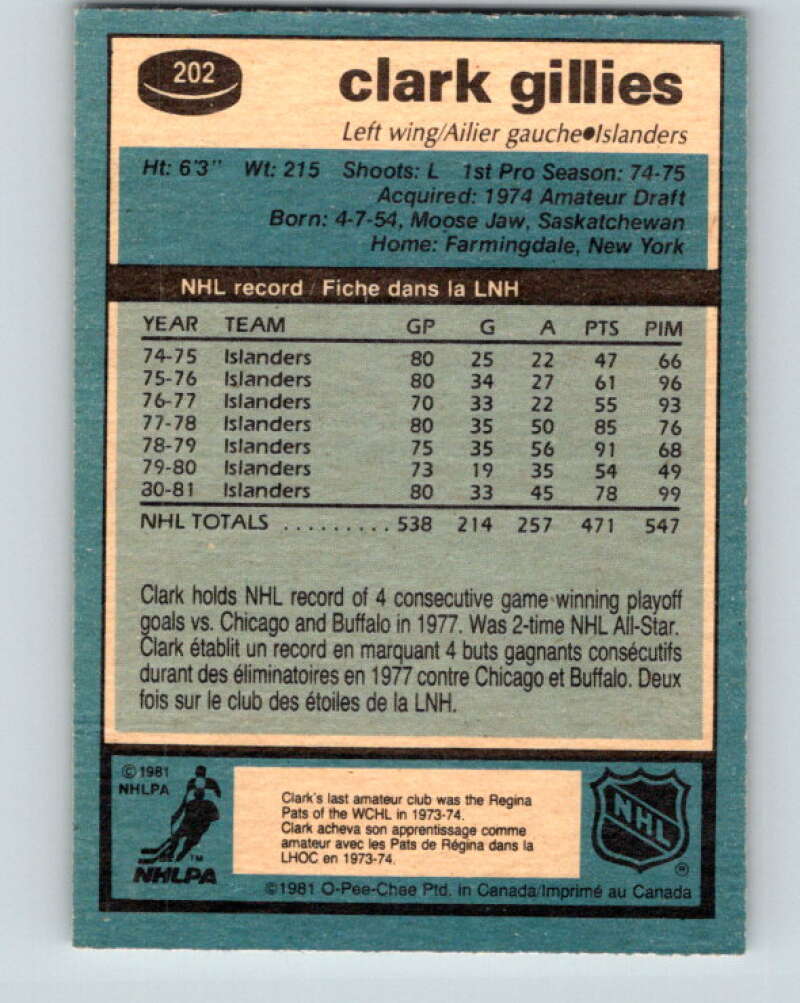 202
clark gillies
Left wing/Ailier gauche●Islanders
Ht: 6'3" Wt: 215 Shoots: L 1st Pro Season: 74-75
Acquired: 1974 Amateur Draft
Born: 4-7-54, Moose Jaw, Saskatchewan
Home: Farmingdale, New York
NHL record / Fiche dans la LNH
YEAR TEAM GP G A PTS PIM
74-75 Islanders 80 25 22 47 66
75-76 Islanders 80 34 27 61 96
76-77 Islanders 70 33 22 55 93
77-78 Islanders 80 35 50 85 76
78-79 Islanders 75 35 56 91 68
79-80 Islanders 73 19 35 54 49
80-81 Islanders 80 33 45 78 99
NHL TOTALS .......... 538 214 257 471 547
Clark holds NHL record of 4 consecutive game-winning playoff
goals vs. Chicago and Buffalo in 1977. Was 2-time NHL All-Star.
Clark établit un record en marquant 4 buts gagnants consécutifs
durant des éliminatoires en 1977 contre Chicago et Buffalo. Deux
fois sur le club des étoiles de la LNH.
© 1981
NHLPA
TM
NHLPA
Clark's last amateur club was the Regina
Pats of the WCHL in 1973-74.
Clark acheva son apprentissage comme
amateur avec les Pats de Régina dans la
LHOC en 1973-74.
NHL
®
©1981 O-Pee-Chee Ptd. in Canada/Imprimé au Canada